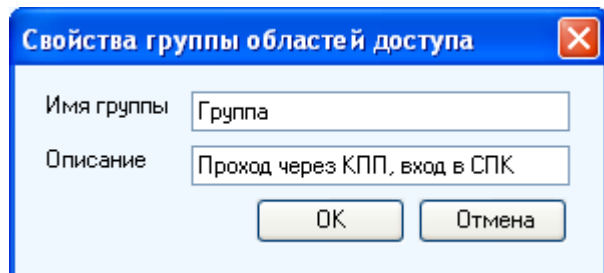 Свойства группы областей доступа
Имя группы Группа
Описание Проход через КПП, вход в СПК
OK Отмена